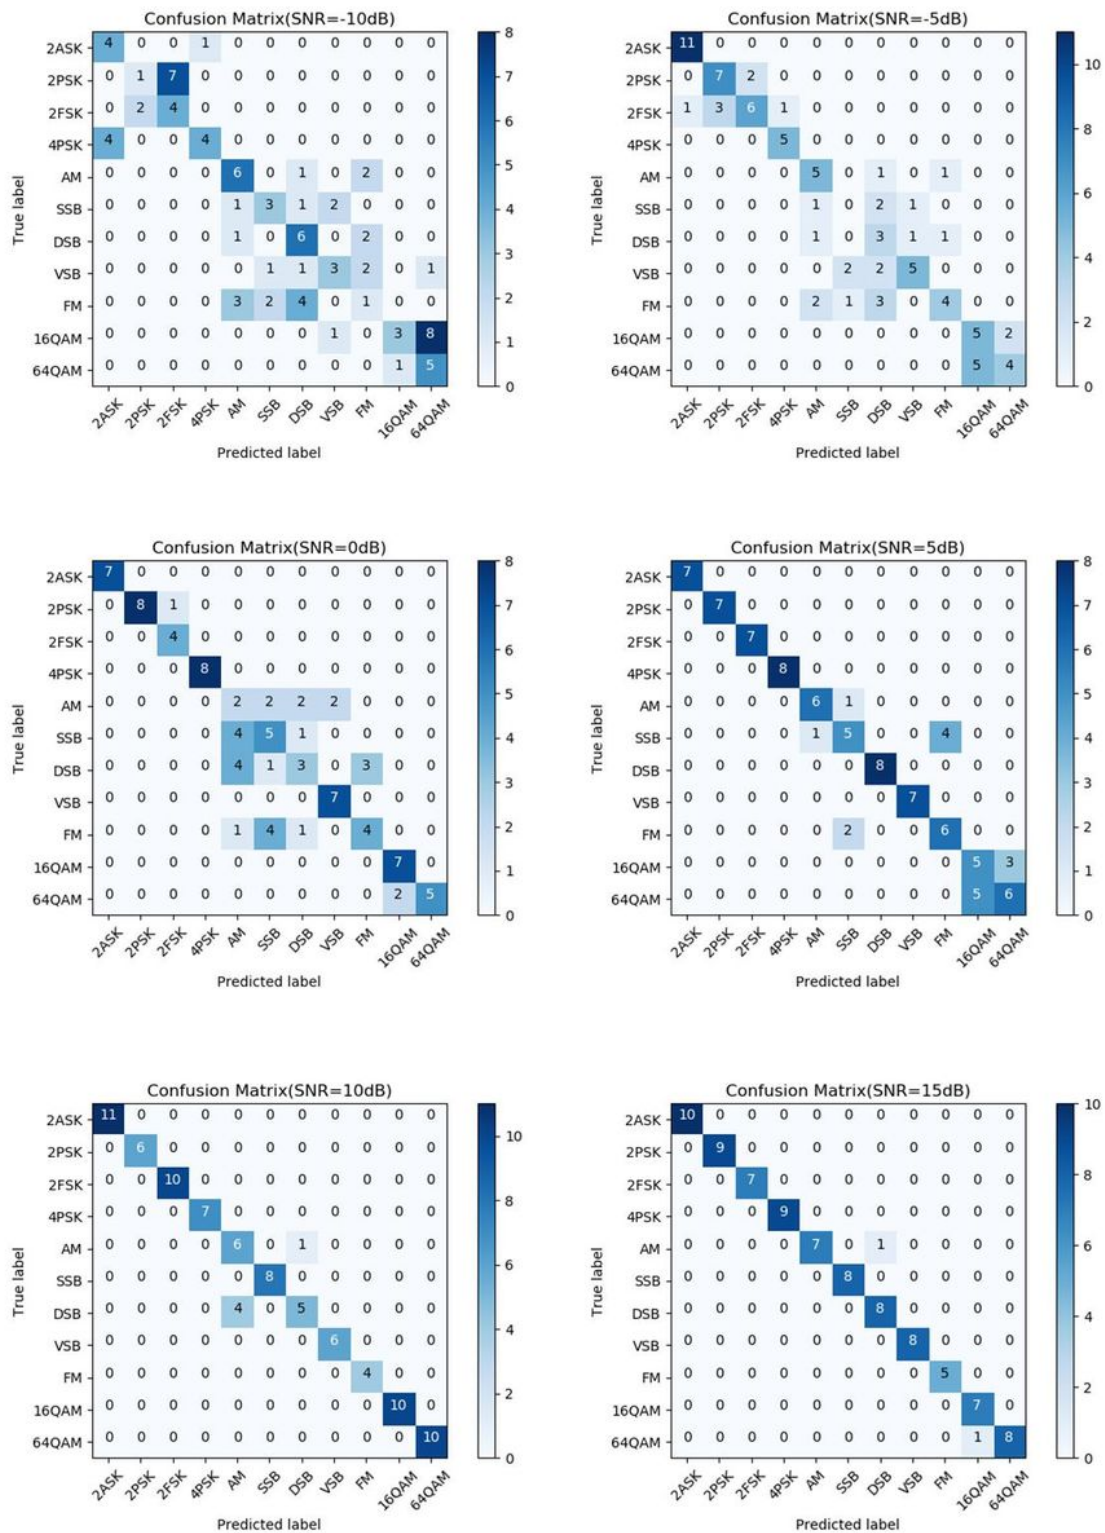 Confusion Matrix(SNR=-10dB)
2ASK 4 0 0 1 0 0 0 0 0 0 0
2PSK 0 1 7 0 0 0 0 0 0 0 0
2FSK 0 2 4 0 0 0 0 0 0 0 0
4PSK 4 0 0 4 0 0 0 0 0 0 0
AM 0 0 0 0 6 0 1 0 2 0 0
SSB 0 0 0 0 1 3 1 2 0 0 0
DSB 0 0 0 0 1 0 6 0 2 0 0
VSB 0 0 0 0 0 1 1 3 2 0 1
FM 0 0 0 0 3 2 4 0 1 0 0
16QAM 0 0 0 0 0 0 0 1 0 3 8
64QAM 0 0 0 0 0 0 0 0 0 1 5
2ASK 2PSK 2FSK 4PSK AM SSB DSB VSB FM 16QAM 64QAM
Predicted label
True label
8
7
6
5
4
3
2
1
0
Confusion Matrix(SNR=-5dB)
2ASK 11 0 0 0 0 0 0 0 0 0 0
2PSK 0 7 2 0 0 0 0 0 0 0 0
2FSK 1 3 6 1 0 0 0 0 0 0 0
4PSK 0 0 0 5 0 0 0 0 0 0 0
AM 0 0 0 0 5 0 1 0 1 0 0
SSB 0 0 0 0 1 0 2 1 0 0 0
DSB 0 0 0 0 1 0 3 1 1 0 0
VSB 0 0 0 0 0 2 2 5 0 0 0
FM 0 0 0 0 2 1 3 0 4 0 0
16QAM 0 0 0 0 0 0 0 0 0 5 2
64QAM 0 0 0 0 0 0 0 0 0 5 4
2ASK 2PSK 2FSK 4PSK AM SSB DSB VSB FM 16QAM 64QAM
Predicted label
True label
10
8
6
4
2
0
Confusion Matrix(SNR=0dB)
2ASK 7 0 0 0 0 0 0 0 0 0 0
2PSK 0 8 1 0 0 0 0 0 0 0 0
2FSK 0 0 4 0 0 0 0 0 0 0 0
4PSK 0 0 0 8 0 0 0 0 0 0 0
AM 0 0 0 0 2 2 2 2 0 0 0
SSB 0 0 0 0 4 5 1 0 0 0 0
DSB 0 0 0 0 4 1 3 0 3 0 0
VSB 0 0 0 0 0 0 0 7 0 0 0
FM 0 0 0 0 1 4 1 0 4 0 0
16QAM 0 0 0 0 0 0 0 0 0 7 0
64QAM 0 0 0 0 0 0 0 0 0 2 5
2ASK 2PSK 2FSK 4PSK AM SSB DSB VSB FM 16QAM 64QAM
Predicted label
True label
8
7
6
5
4
3
2
1
0
Confusion Matrix(SNR=5dB)
2ASK 7 0 0 0 0 0 0 0 0 0 0
2PSK 0 7 0 0 0 0 0 0 0 0 0
2FSK 0 0 7 0 0 0 0 0 0 0 0
4PSK 0 0 0 8 0 0 0 0 0 0 0
AM 0 0 0 0 6 1 0 0 0 0 0
SSB 0 0 0 0 1 5 0 0 4 0 0
DSB 0 0 0 0 0 0 8 0 0 0 0
VSB 0 0 0 0 0 0 0 7 0 0 0
FM 0 0 0 0 0 2 0 0 6 0 0
16QAM 0 0 0 0 0 0 0 0 0 5 3
64QAM 0 0 0 0 0 0 0 0 0 5 6
2ASK 2PSK 2FSK 4PSK AM SSB DSB VSB FM 16QAM 64QAM
Predicted label
True label
8
7
6
5
4
3
2
1
0
Confusion Matrix(SNR=10dB)
2ASK 11 0 0 0 0 0 0 0 0 0 0
2PSK 0 6 0 0 0 0 0 0 0 0 0
2FSK 0 0 10 0 0 0 0 0 0 0 0
4PSK 0 0 0 7 0 0 0 0 0 0 0
AM 0 0 0 0 6 0 1 0 0 0 0
SSB 0 0 0 0 0 8 0 0 0 0 0
DSB 0 0 0 0 4 0 5 0 0 0 0
VSB 0 0 0 0 0 0 0 6 0 0 0
FM 0 0 0 0 0 0 0 0 4 0 0
16QAM 0 0 0 0 0 0 0 0 0 10 0
64QAM 0 0 0 0 0 0 0 0 0 0 10
2ASK 2PSK 2FSK 4PSK AM SSB DSB VSB FM 16QAM 64QAM
Predicted label
True label
10
8
6
4
2
0
Confusion Matrix(SNR=15dB)
2ASK 10 0 0 0 0 0 0 0 0 0 0
2PSK 0 9 0 0 0 0 0 0 0 0 0
2FSK 0 0 7 0 0 0 0 0 0 0 0
4PSK 0 0 0 9 0 0 0 0 0 0 0
AM 0 0 0 0 7 0 1 0 0 0 0
SSB 0 0 0 0 0 8 0 0 0 0 0
DSB 0 0 0 0 0 0 8 0 0 0 0
VSB 0 0 0 0 0 0 0 8 0 0 0
FM 0 0 0 0 0 0 0 0 5 0 0
16QAM 0 0 0 0 0 0 0 0 0 7 0
64QAM 0 0 0 0 0 0 0 0 0 1 8
2ASK 2PSK 2FSK 4PSK AM SSB DSB VSB FM 16QAM 64QAM
Predicted label
True label
10
8
6
4
2
0